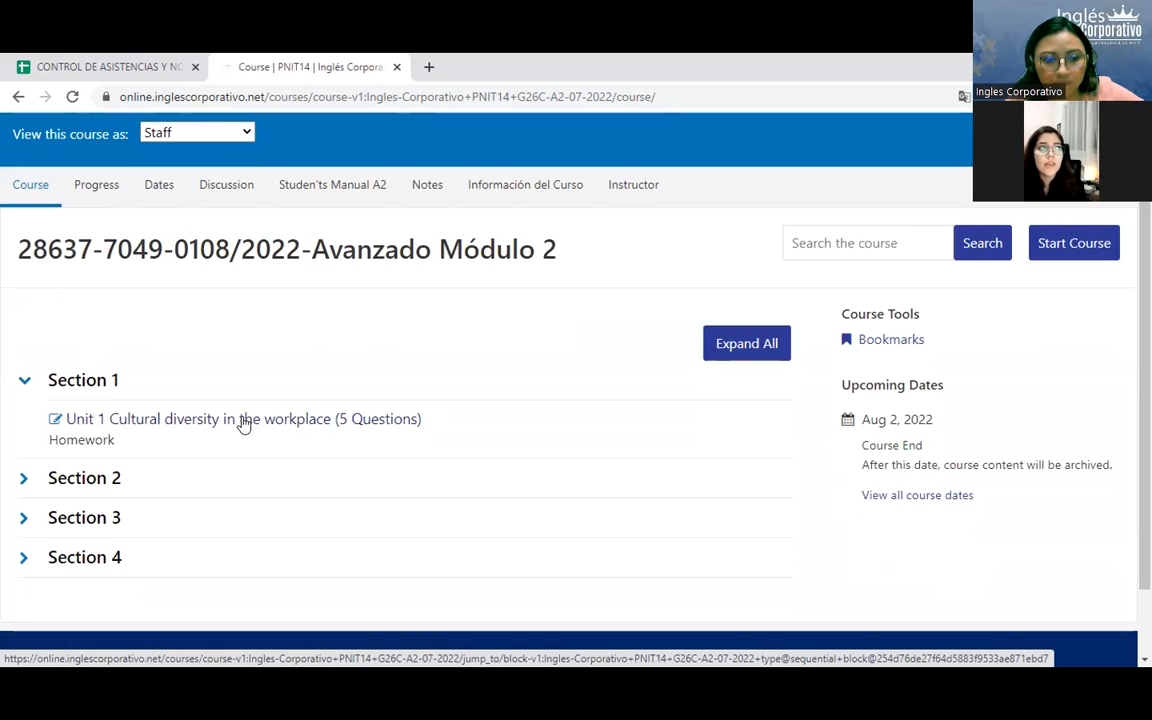 Inglés
Corporativo
Ingles Corporativo
CONTROL DE ASISTENCIAS Y NO
Course | PNIT14 | Inglés Corpora
online.inglescorporativo.net/courses/course-v1:Ingles-Corporativo+PNIT14+G26C-A2-07-2022/course/
View this course as:
Staff
Course
Progress
Dates
Discussion
Studen'ts Manual A2
Notes
Información del Curso
Instructor
28637-7049-0108/2022-Avanzado Módulo 2
Search the course
Search
Start Course
Expand All
Course Tools
Bookmarks
Section 1
Unit 1 Cultural diversity in the workplace (5 Questions)
Homework
Section 2
Section 3
Section 4
Upcoming Dates
Aug 2, 2022
Course End
After this date, course content will be archived.
View all course dates
https://online.inglescorporativo.net/courses/course-v1:Ingles-Corporativo+PNIT14+G26C-A2-07-2022/jump_to/block-v1:Ingles-Corporativo+PNIT14+G26C-A2-07-2022+type@sequential+block@254d76de27f64d5883f9533ae871ebd7